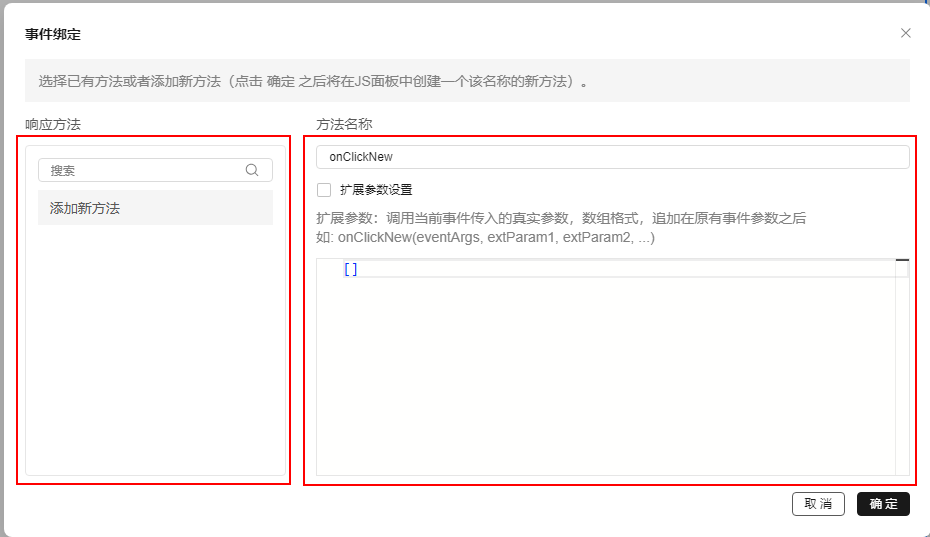 事件绑定
选择已有方法或者添加新方法（点击 确定 之后将在JS面板中创建一个该名称的新方法）。
响应方法
方法名称
搜索
添加新方法
onClickNew
扩展参数设置
扩展参数：调用当前事件传入的真实参数，数组格式，追加在原有事件参数之后
如: onClickNew(eventArgs, extParam1, extParam2, ...)
[]
取消
确定